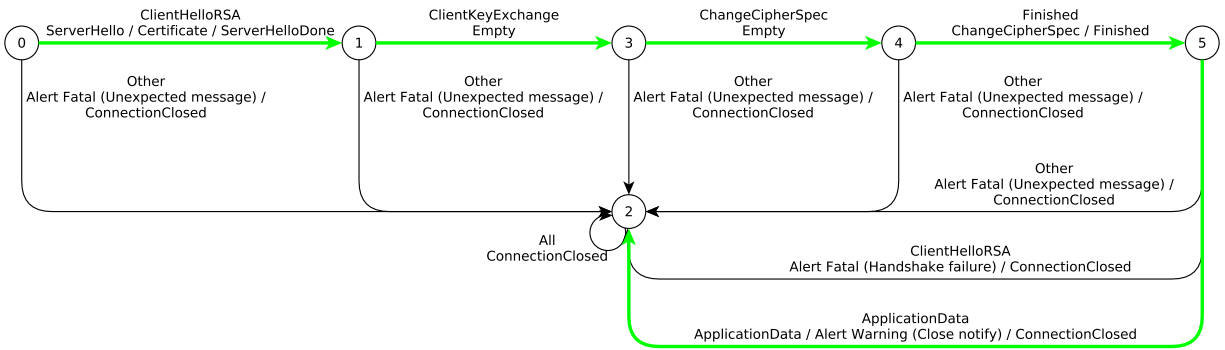 ClientHelloRSA
ServerHello / Certificate / ServerHelloDone
ClientKeyExchange
Empty
ChangeCipherSpec
Empty
Finished
ChangeCipherSpec / Finished
0
1
3
4
5
Other
Alert Fatal (Unexpected message) /
ConnectionClosed
Other
Alert Fatal (Unexpected message) /
ConnectionClosed
Other
Alert Fatal (Unexpected message) /
ConnectionClosed
Other
Alert Fatal (Unexpected message) /
ConnectionClosed
Other
Alert Fatal (Unexpected message) /
ConnectionClosed
2
All
ConnectionClosed
ClientHelloRSA
Alert Fatal (Handshake failure) / ConnectionClosed
ApplicationData
ApplicationData / Alert Warning (Close notify) / ConnectionClosed